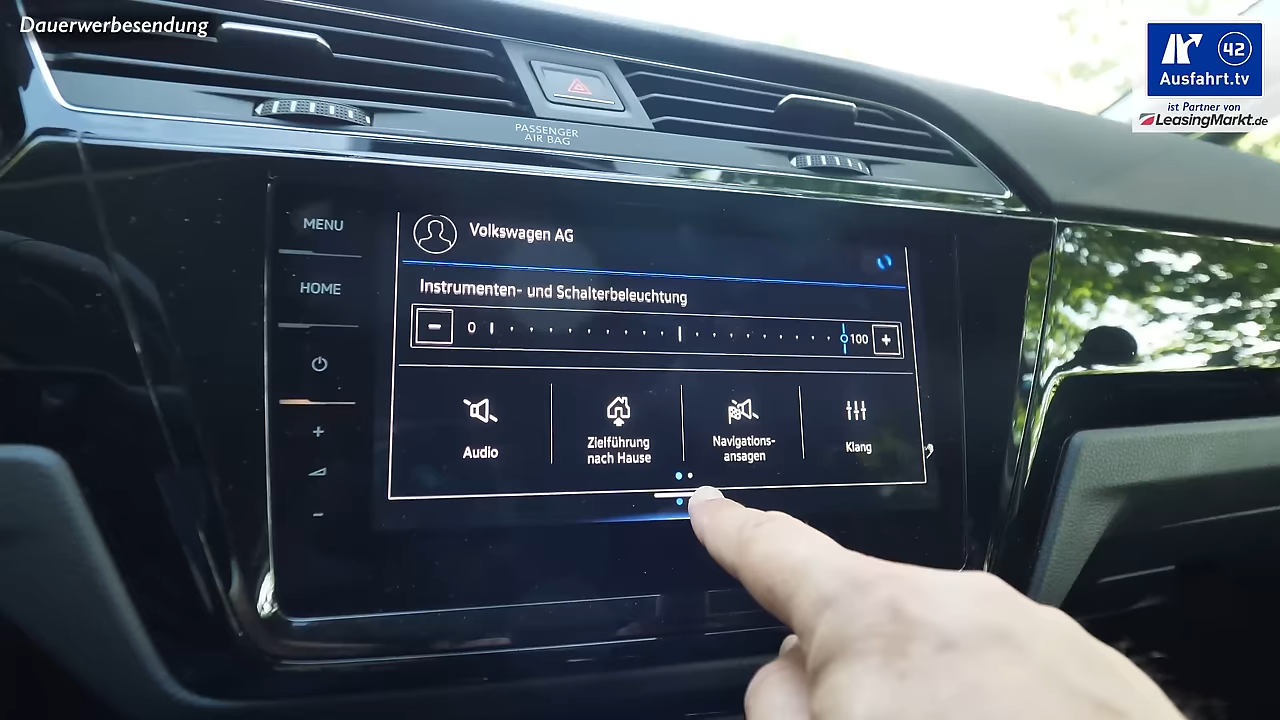 Dauerwerbesendung
42
Ausfahrt.tv
ist Partner von
LeasingMarkt.de
PASSENGER
AIR BAG
MENU
HOME
+
-
Volkswagen AG
Instrumenten- und Schalterbeleuchtung
- 0 100 +
Audio
Zielführung
nach Hause
Navigations-
ansagen
Klang